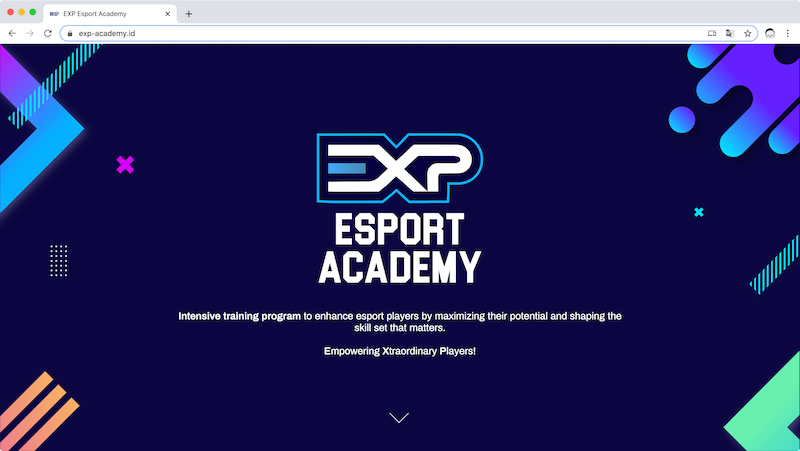 EXP Esport Academy
exp-academy.id
EXP
ESPORT
ACADEMY
Intensive training program to enhance esport players by maximizing their potential and shaping the
skill set that matters.
Empowering Xtraordinary Players!